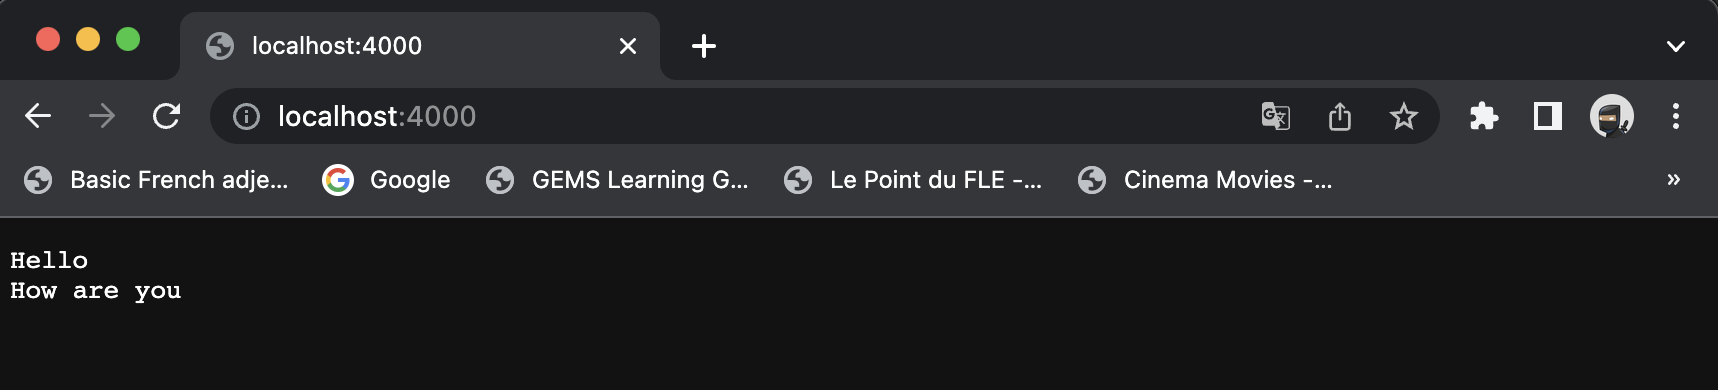 localhost:4000
localhost:4000
Basic French adje... Google GEMS Learning G... Le Point du FLE -... Cinema Movies -... »
Hello
How are you